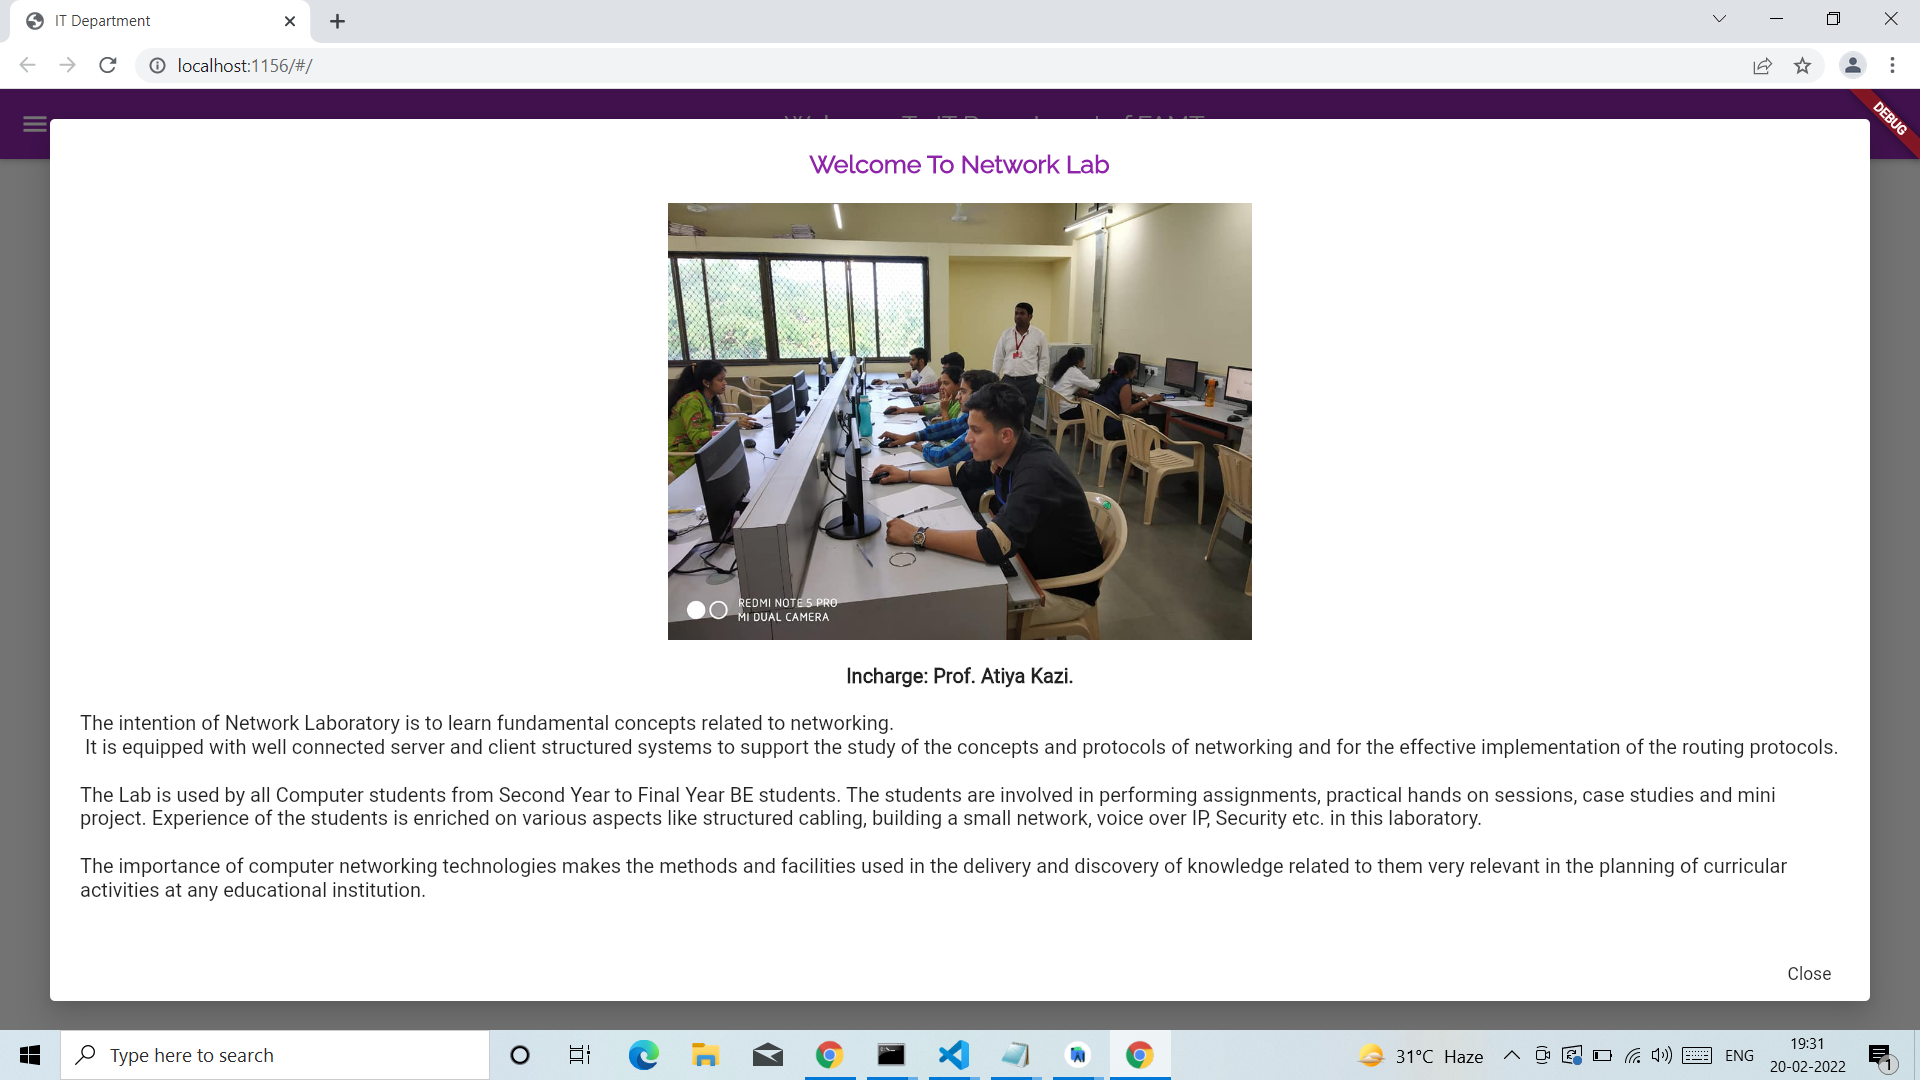 IT Department
localhost:1156/#/
DEBUG
Welcome To Network Lab
REDMI NOTE 5 PRO
MI DUAL CAMERA
Incharge: Prof. Atiya Kazi.
The intention of Network Laboratory is to learn fundamental concepts related to networking.
It is equipped with well connected server and client structured systems to support the study of the concepts and protocols of networking and for the effective implementation of the routing protocols.
The Lab is used by all Computer students from Second Year to Final Year BE students. The students are involved in performing assignments, practical hands on sessions, case studies and mini
project. Experience of the students is enriched on various aspects like structured cabling, building a small network, voice over IP, Security etc. in this laboratory.
The importance of computer networking technologies makes the methods and facilities used in the delivery and discovery of knowledge related to them very relevant in the planning of curricular
activities at any educational institution.
Close
Type here to search
31°C Haze
ENG
19:31
20-02-2022
1